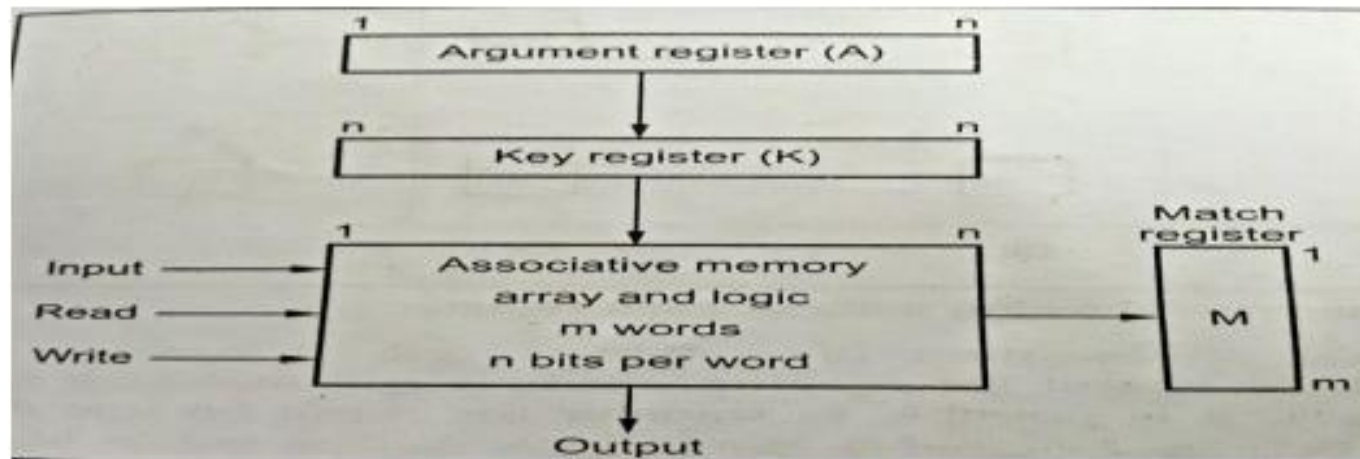 1 n
Argument register (A)
n n
Key register (K)
1 n
Match
register
Input
Read
Write
Associative memory
array and logic
m words
n bits per word
1
M
m
Output